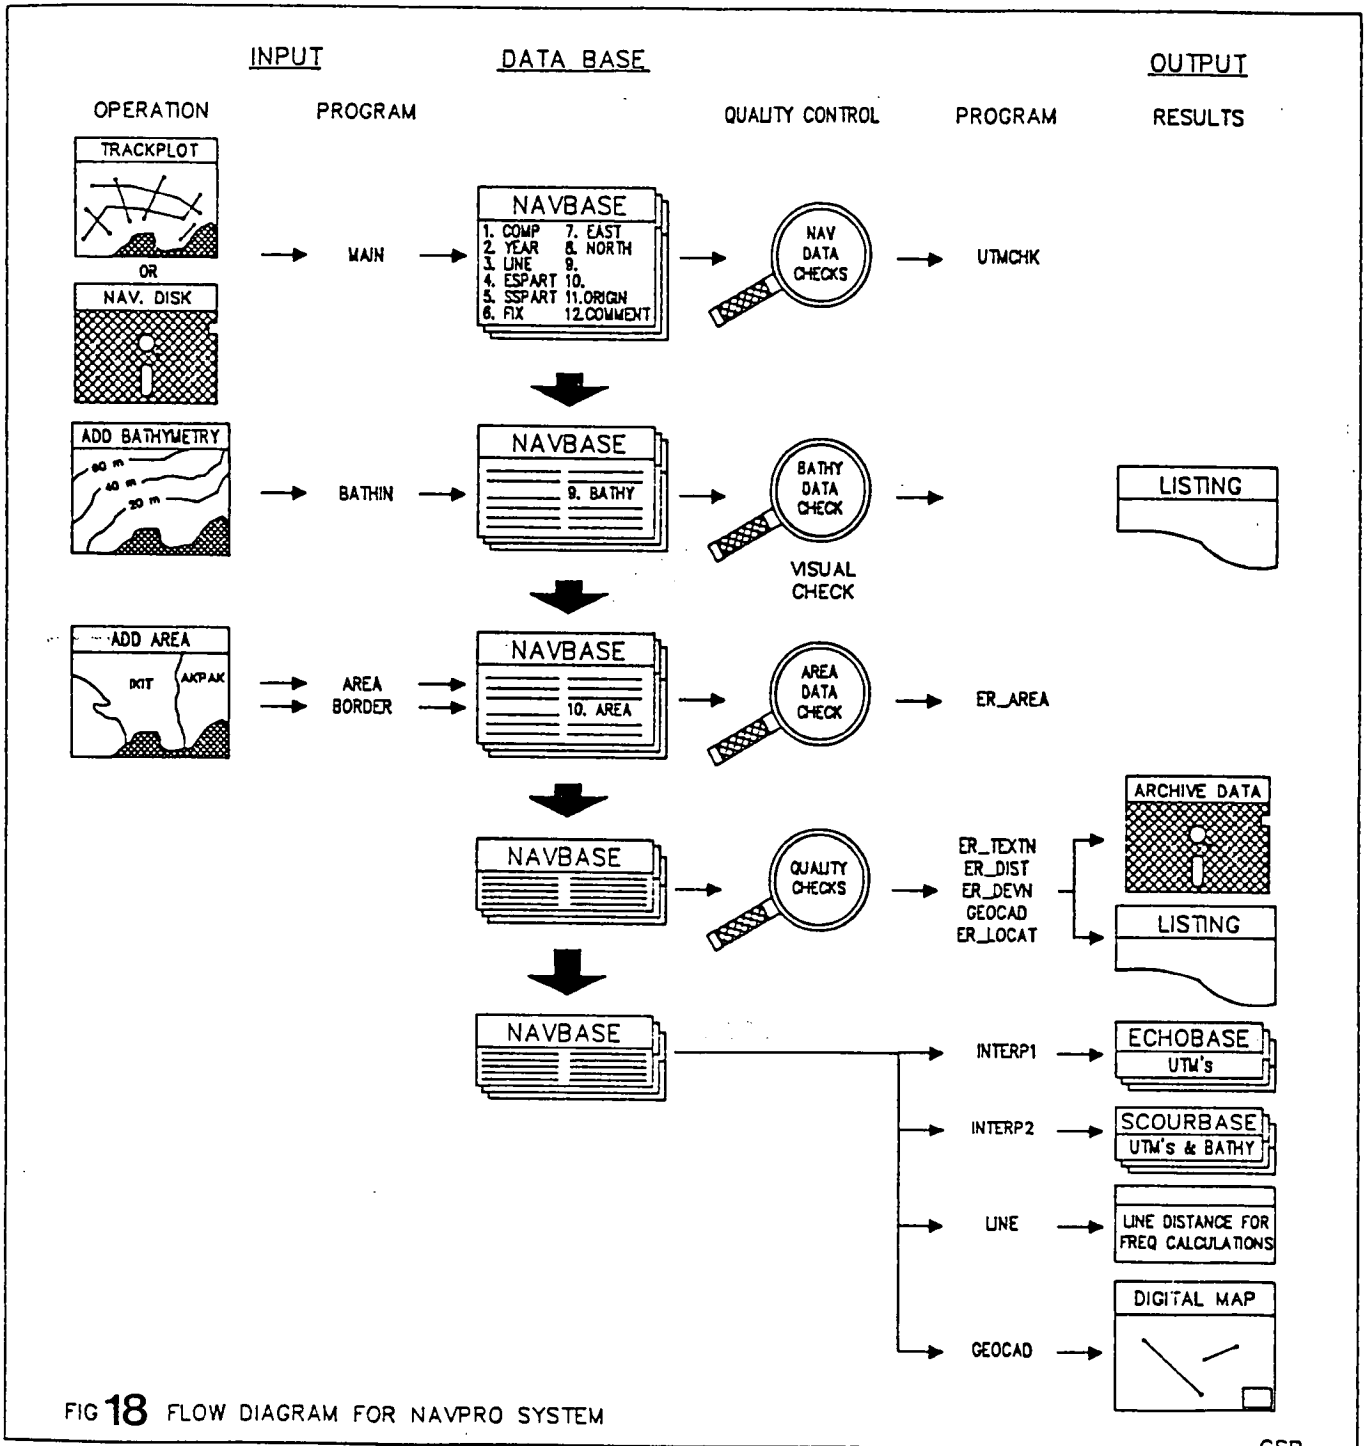 INPUT
DATA BASE
OUTPUT
OPERATION
PROGRAM
QUALITY CONTROL
PROGRAM
RESULTS
TRACKPLOT
OR
NAV. DISK
MAIN
NAVBASE
1. COMP 7. EAST
2. YEAR 8. NORTH
3. LINE 9.
4. ESPART 10.
5. SSPART 11.ORIGIN
6. FIX 12.COMMENT
NAV
DATA
CHECKS
UTMCHK
ADD BATHYMETRY
60 m
40 m
20 m
BATHIN
NAVBASE
9. BATHY
BATHY
DATA
CHECK
VISUAL
CHECK
LISTING
ADD AREA
IKIT
AKPAK
AREA
BORDER
NAVBASE
10. AREA
AREA
DATA
CHECK
ER_AREA
NAVBASE
QUALITY
CHECKS
ER_TEXTN
ER_DIST
ER_DEVN
GEOCAD
ER_LOCAT
ARCHIVE DATA
LISTING
NAVBASE
INTERP1
ECHOBASE
UTM's
INTERP2
SCOURBASE
UTM's & BATHY
LINE
LINE DISTANCE FOR
FREQ CALCULATIONS
GEOCAD
DIGITAL MAP
FIG 18 FLOW DIAGRAM FOR NAVPRO SYSTEM